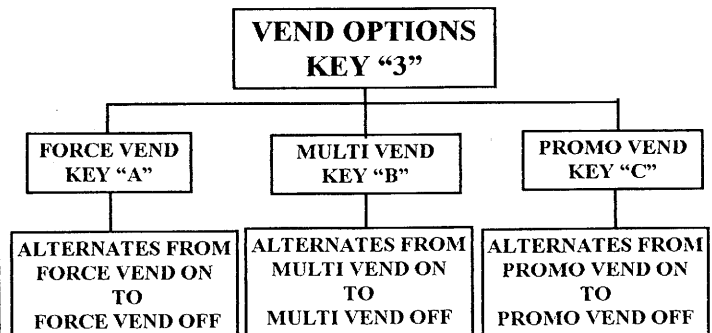 VEND OPTIONS
KEY “3”
FORCE VEND
KEY “A”
MULTI VEND
KEY “B”
PROMO VEND
KEY “C”
ALTERNATES FROM
FORCE VEND ON
TO
FORCE VEND OFF
ALTERNATES FROM
MULTI VEND ON
TO
MULTI VEND OFF
ALTERNATES FROM
PROMO VEND ON
TO
PROMO VEND OFF